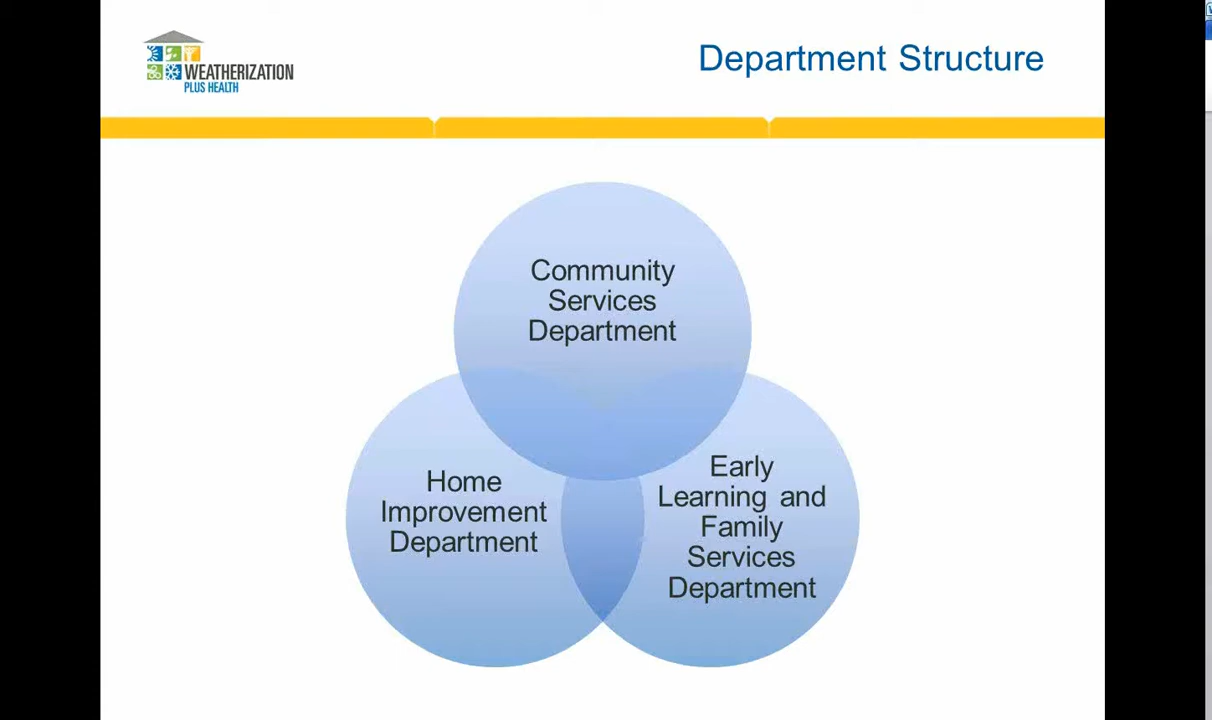 WEATHERIZATION
PLUS HEALTH
Department Structure
Community
Services
Department
Home
Improvement
Department
Early
Learning and
Family
Services
Department